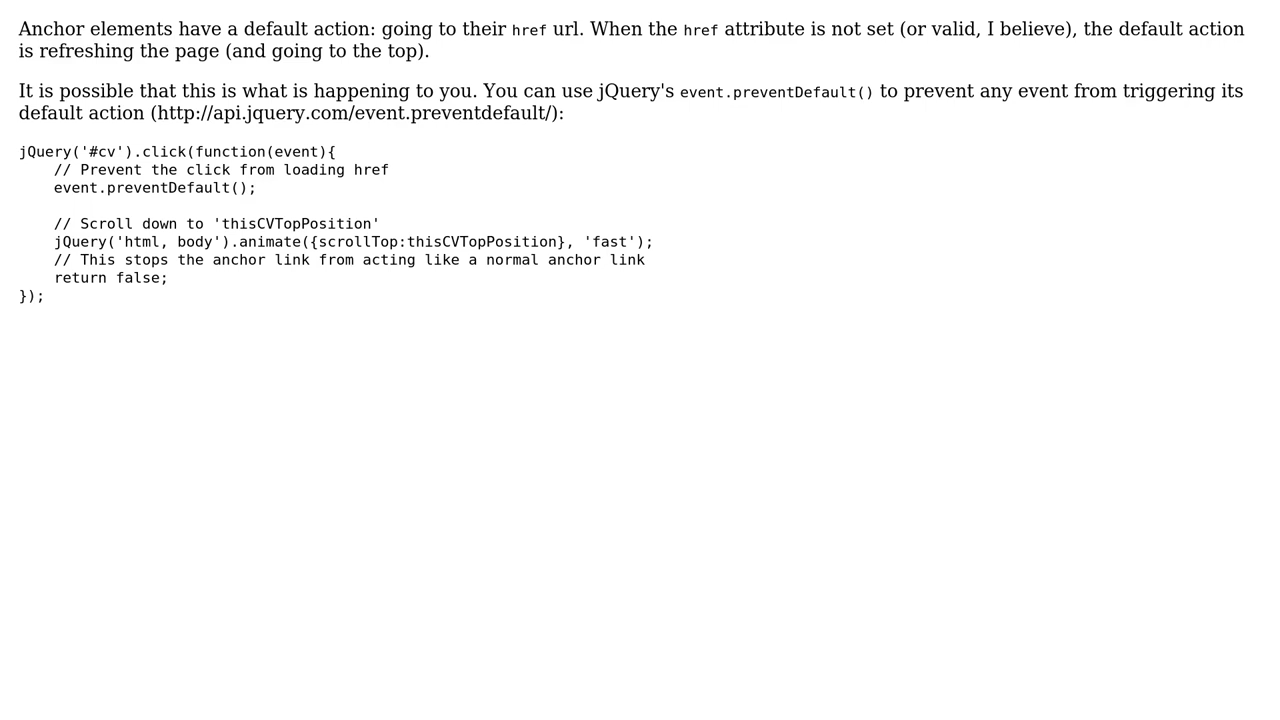 Anchor elements have a default action: going to their href url. When the href attribute is not set (or valid, I believe), the default action
is refreshing the page (and going to the top).
It is possible that this is what is happening to you. You can use jQuery's event.preventDefault() to prevent any event from triggering its
default action (http://api.jquery.com/event.preventdefault/):
jQuery('#cv').click(function(event){
    // Prevent the click from loading href
    event.preventDefault();

    // Scroll down to 'thisCVTopPosition'
    jQuery('html, body').animate({scrollTop:thisCVTopPosition}, 'fast');
    // This stops the anchor link from acting like a normal anchor link
    return false;
});